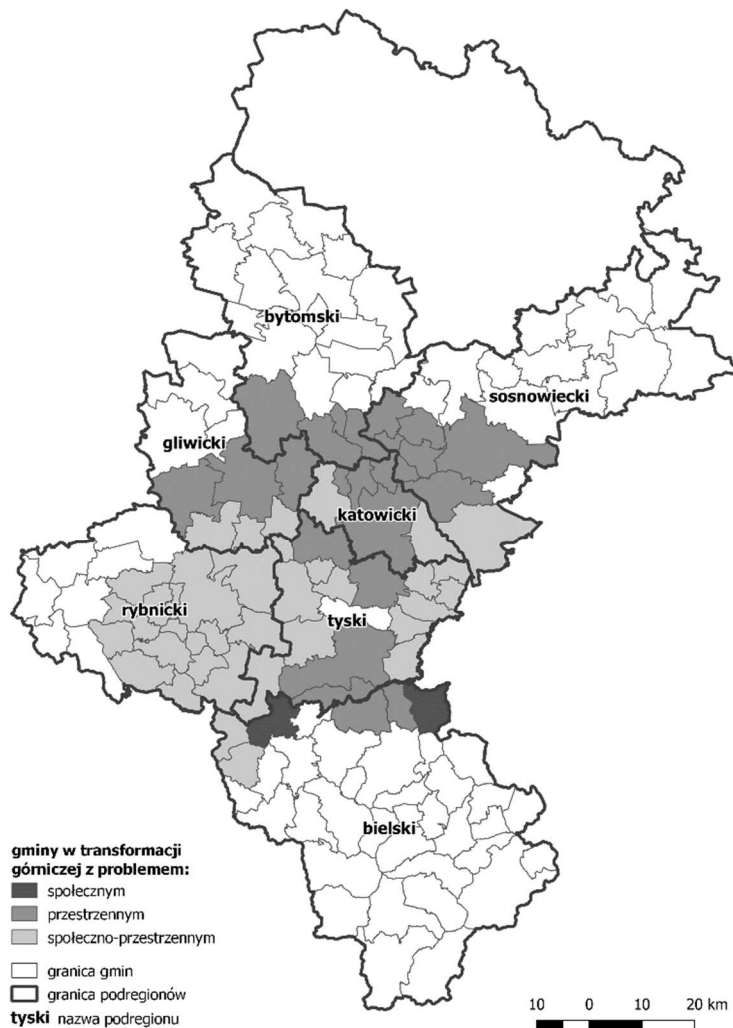 bytomski
sosnowiecki
gliwicki
katowicki
rybnicki
tyski
bielski
gminy w transformacji
górniczej z problemem:
społecznym
przestrzennym
społeczno-przestrzennym
granica gmin
granica podregionów
tyski nazwa podregionu
10 0 10 20 km